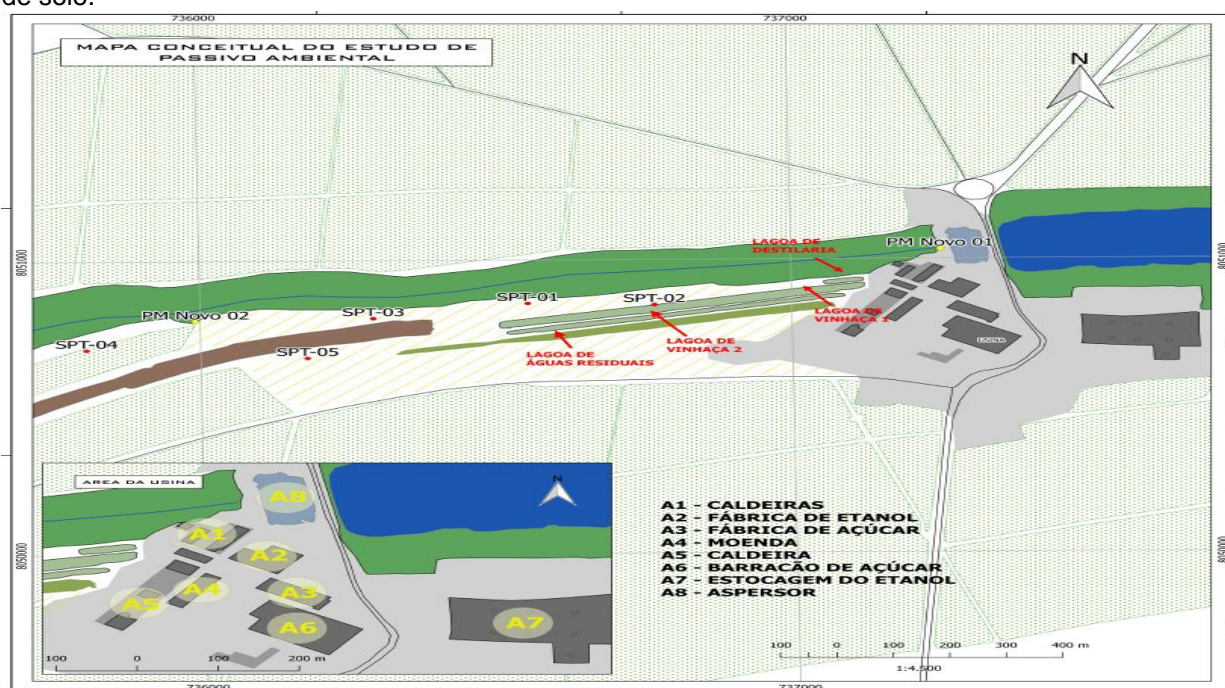 de solo.
736000
737000
MAPA CONCEITUAL DO ESTUDO DE
PASSIVO AMBIENTAL
N
LAGOA DE
DESTILARIA
PM Novo 01
8051000
8051000
SPT-01
SPT-02
PM Novo 02
SPT-03
LAGOA DE
VINHAÇA 1
SPT-04
SPT-05
LAGOA DE
VINHAÇA 2
LAGOA DE
ÁGUAS RESIDUAIS
USINA
AREA DA USINA
N
A8
A1
A2
A4
A3
A5
A6
A7
100 0 100 200 m
A1 - CALDEIRAS
A2 - FÁBRICA DE ETANOL
A3 - FÁBRICA DE AÇÚCAR
A4 - MOENDA
A5 - CALDEIRA
A6 - BARRACÃO DE AÇÚCAR
A7 - ESTOCAGEM DO ETANOL
A8 - ASPERSOR
8050000
8050000
100 0 100 200 300 400 m
1:4.500
736000
737000